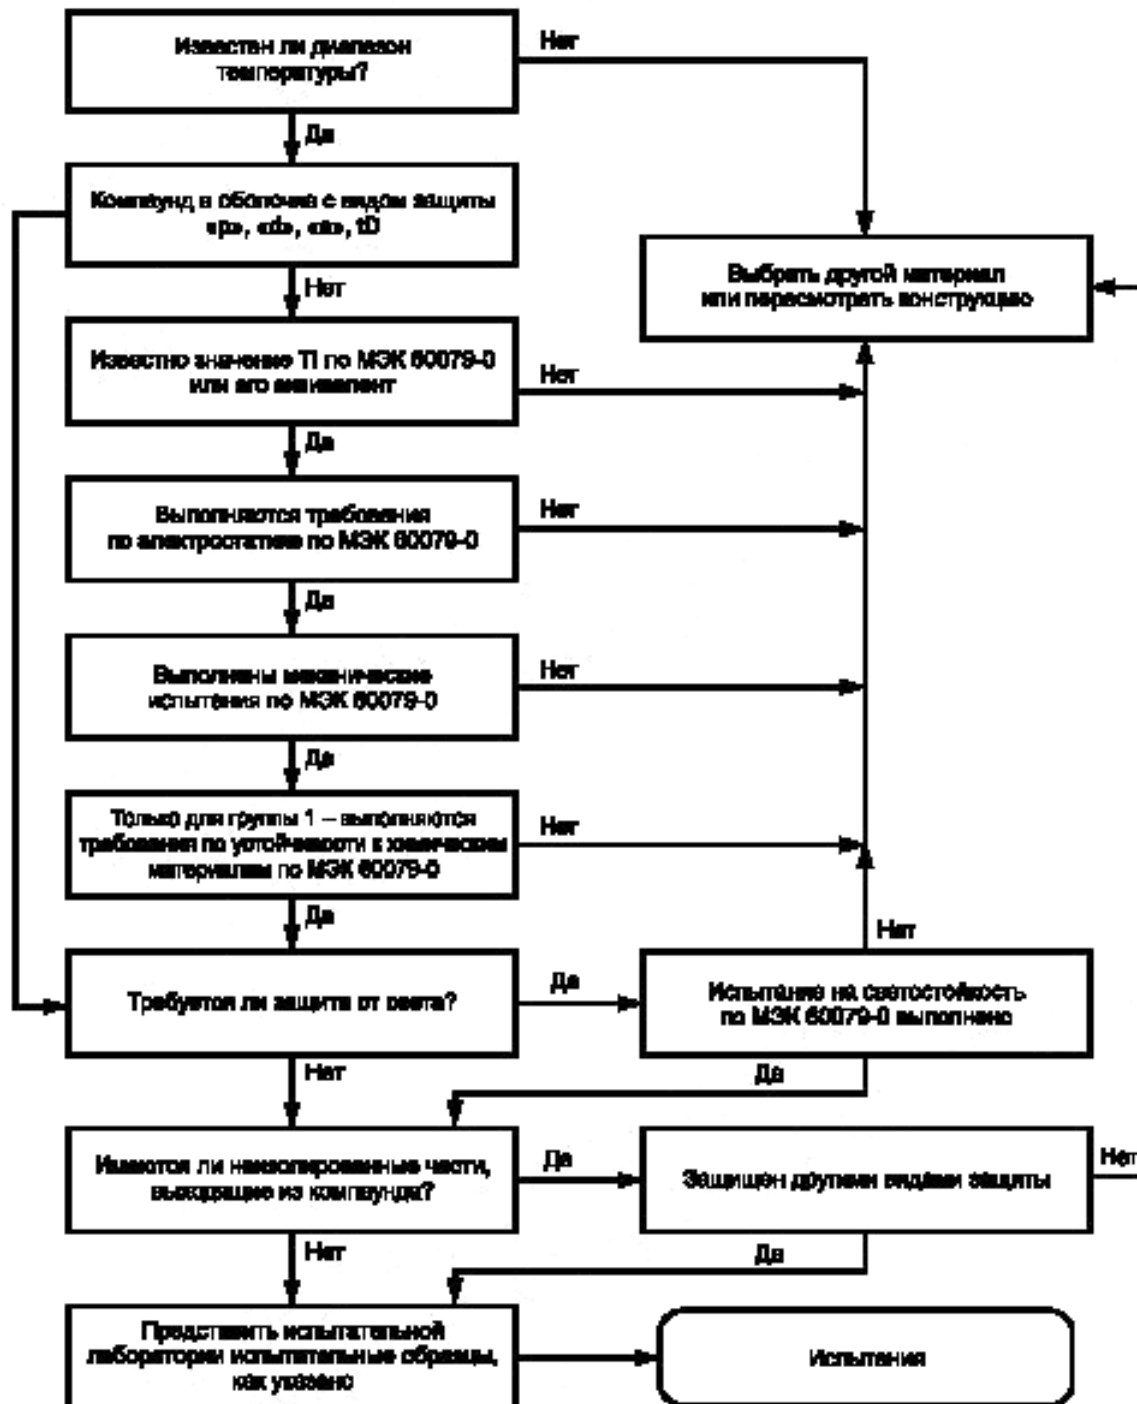 Известен ли диапазон
температуры?
Нет
Да
Компаунд в оболочке с видом защиты
«p», «d», «e», tD
Нет
Выбрать другой материал
или пересмотреть конструкцию
Известно значение TI по МЭК 60079-0
или его эквивалент
Нет
Да
Выполняются требования
по электростатике по МЭК 60079-0
Нет
Да
Выполнены механические
испытания по МЭК 60079-0
Нет
Да
Только для группы 1 – выполняются
требования по устойчивости к химическим
материалам по МЭК 60079-0
Нет
Да
Нет
Требуется ли защита от света?
Да
Испытание на светостойкость
по МЭК 60079-0 выполнено
Нет
Да
Имеются ли неизолированные части,
выходящие из компаунда?
Да
Защищен другими видами защиты
Нет
Нет
Да
Представить испытательной
лаборатории испытательные образцы,
как указано
Испытания